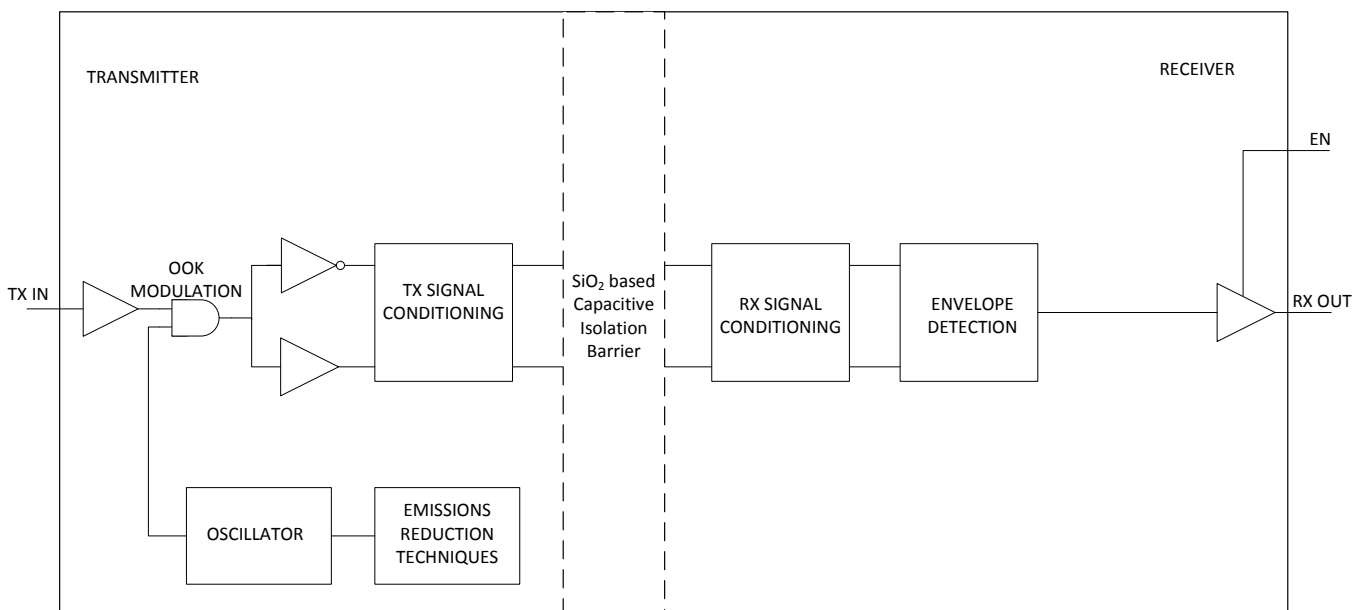 TRANSMITTER
RECEIVER
EN
OOK
MODULATION
TX IN
TX SIGNAL
CONDITIONING
SiO₂ based
Capacitive
Isolation
Barrier
RX SIGNAL
CONDITIONING
ENVELOPE
DETECTION
RX OUT
OSCILLATOR
EMISSIONS
REDUCTION
TECHNIQUES